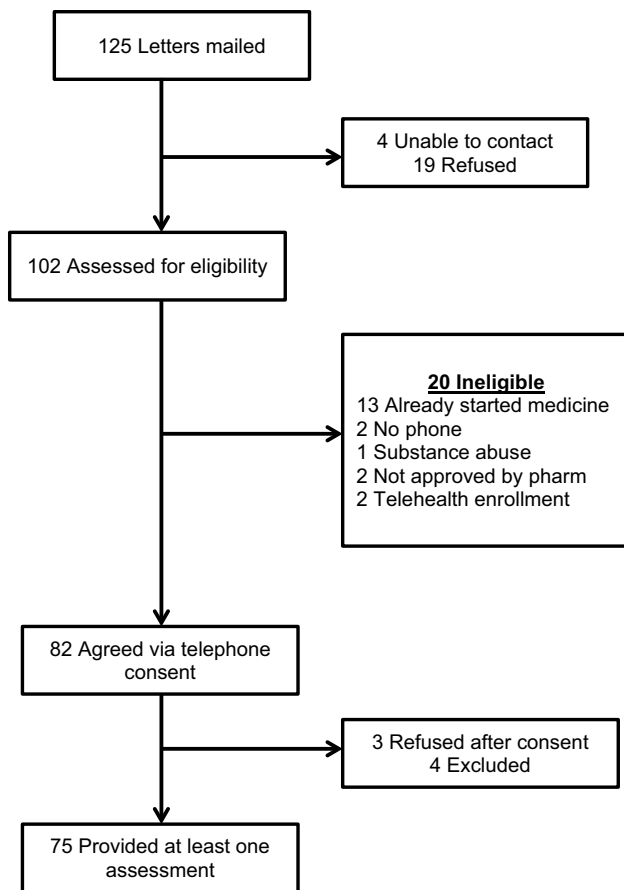 125 Letters mailed
4 Unable to contact
19 Refused
102 Assessed for eligibility
20 Ineligible
13 Already started medicine
2 No phone
1 Substance abuse
2 Not approved by pharm
2 Telehealth enrollment
82 Agreed via telephone
consent
3 Refused after consent
4 Excluded
75 Provided at least one
assessment